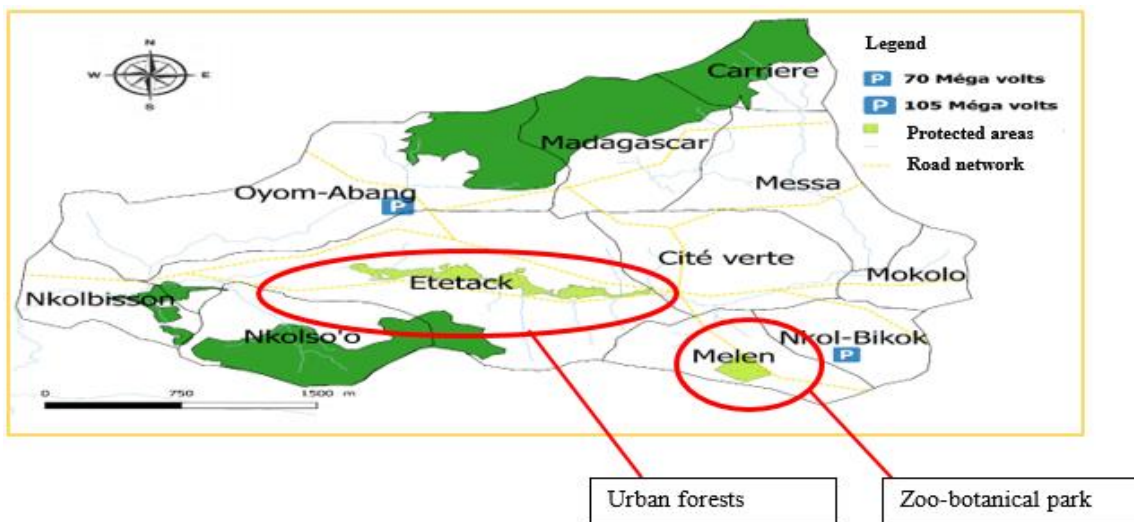 N
W E
S
Legend
P 70 Méga volts
P 105 Méga volts
Protected areas
Road network
Carriere
Madagascar
Messa
Oyom-Abang
P
Cité verte
Mokolo
Etetack
Nkolbisson
Nkolso'o
Nkol-Bikok
Melen
P
0 750 1500 m
Urban forests
Zoo-botanical park